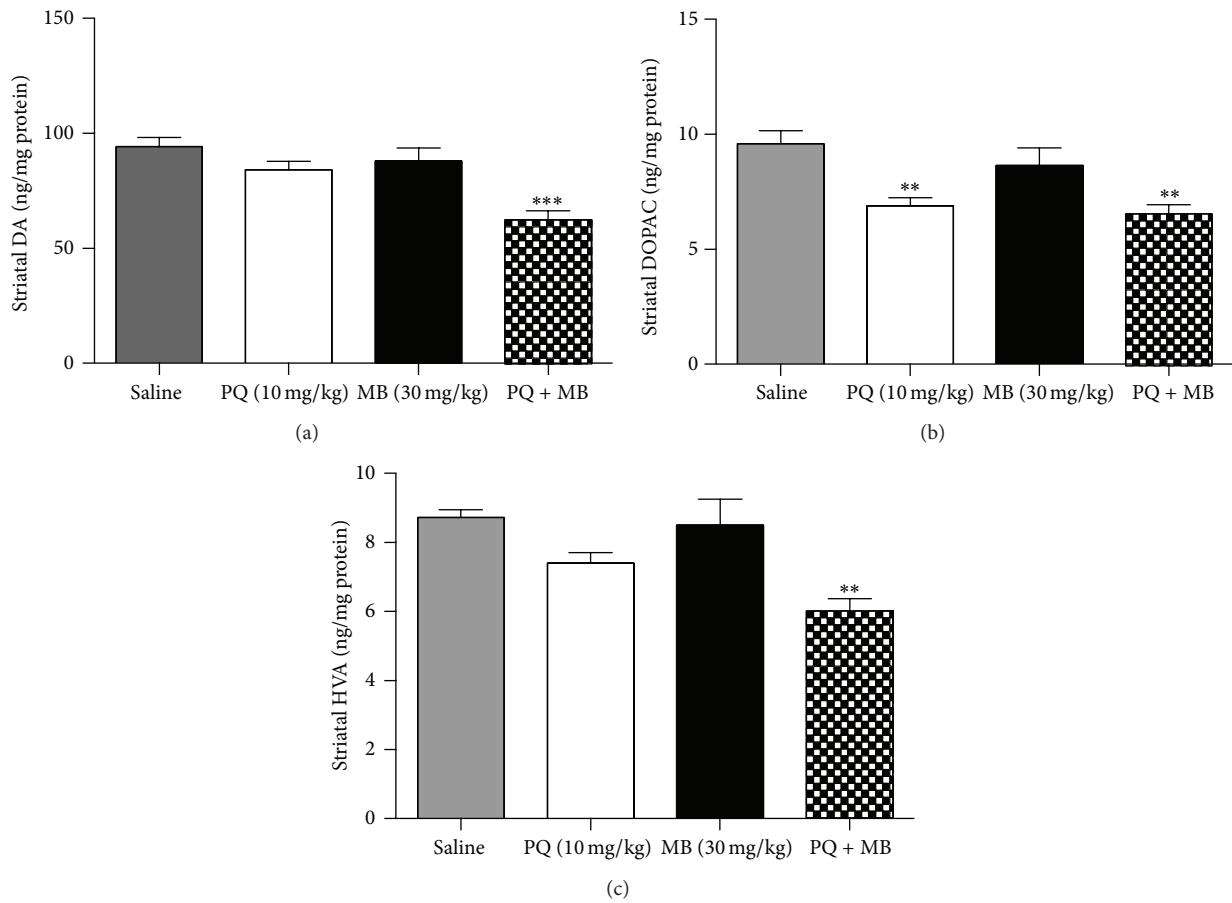 150
100
50
0
Striatal DA (ng/mg protein)
***
Saline
PQ (10 mg/kg)
MB (30 mg/kg)
PQ + MB
(a)
15
10
5
0
Striatal DOPAC (ng/mg protein)
**
**
Saline
PQ (10 mg/kg)
MB (30 mg/kg)
PQ + MB
(b)
10
8
6
4
2
0
Striatal HVA (ng/mg protein)
**
Saline
PQ (10 mg/kg)
MB (30 mg/kg)
PQ + MB
(c)